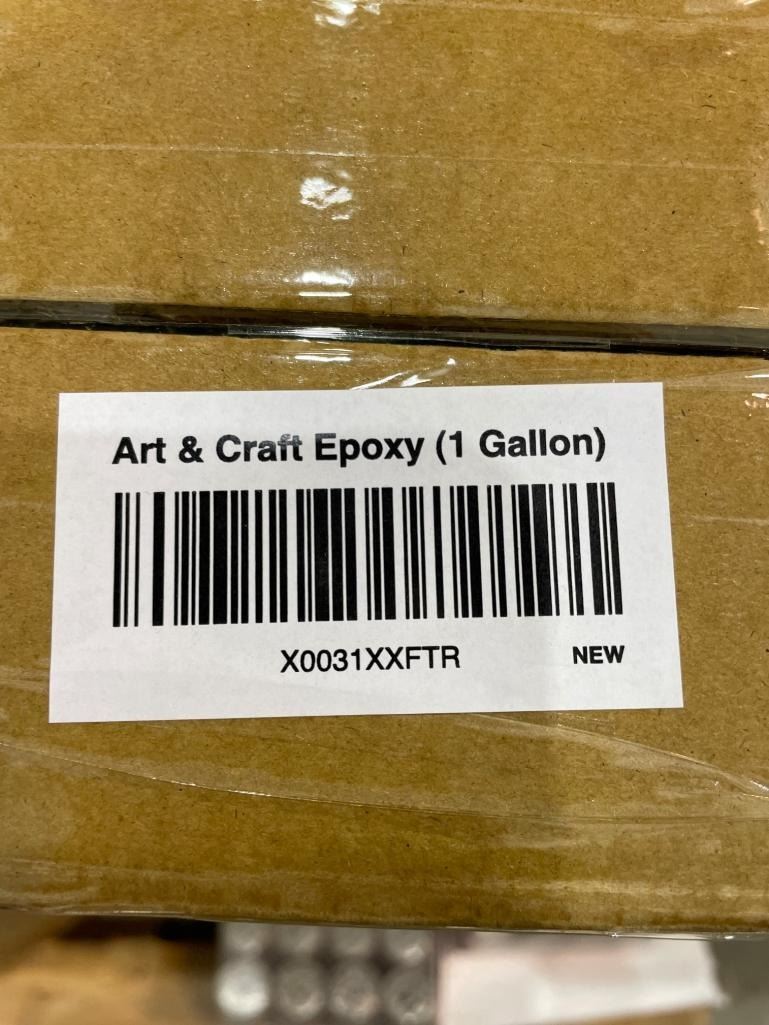 Art & Craft Epoxy (1 Gallon)
X0031XXFTR NEW